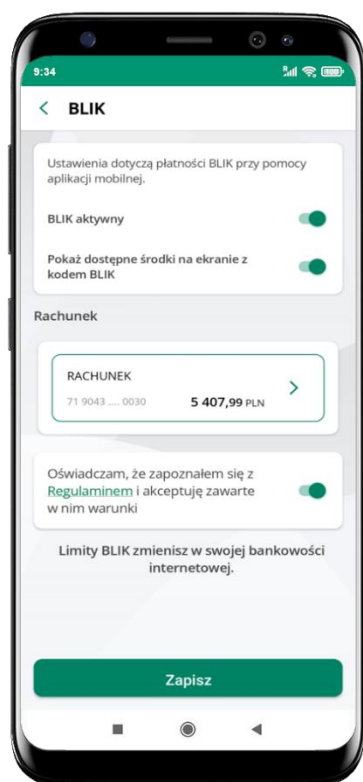 9:34
R
BLIK
Ustawienia dotyczą płatności BLIK przy pomocy
aplikacji mobilnej.
BLIK aktywny
Pokaż dostępne środki na ekranie z
kodem BLIK
Rachunek
RACHUNEK
71 9043 .... 0030 5 407,99 PLN
Oświadczam, że zapoznałem się z
Regulaminem i akceptuję zawarte
w nim warunki
Limity BLIK zmienisz w swojej bankowości
internetowej.
Zapisz